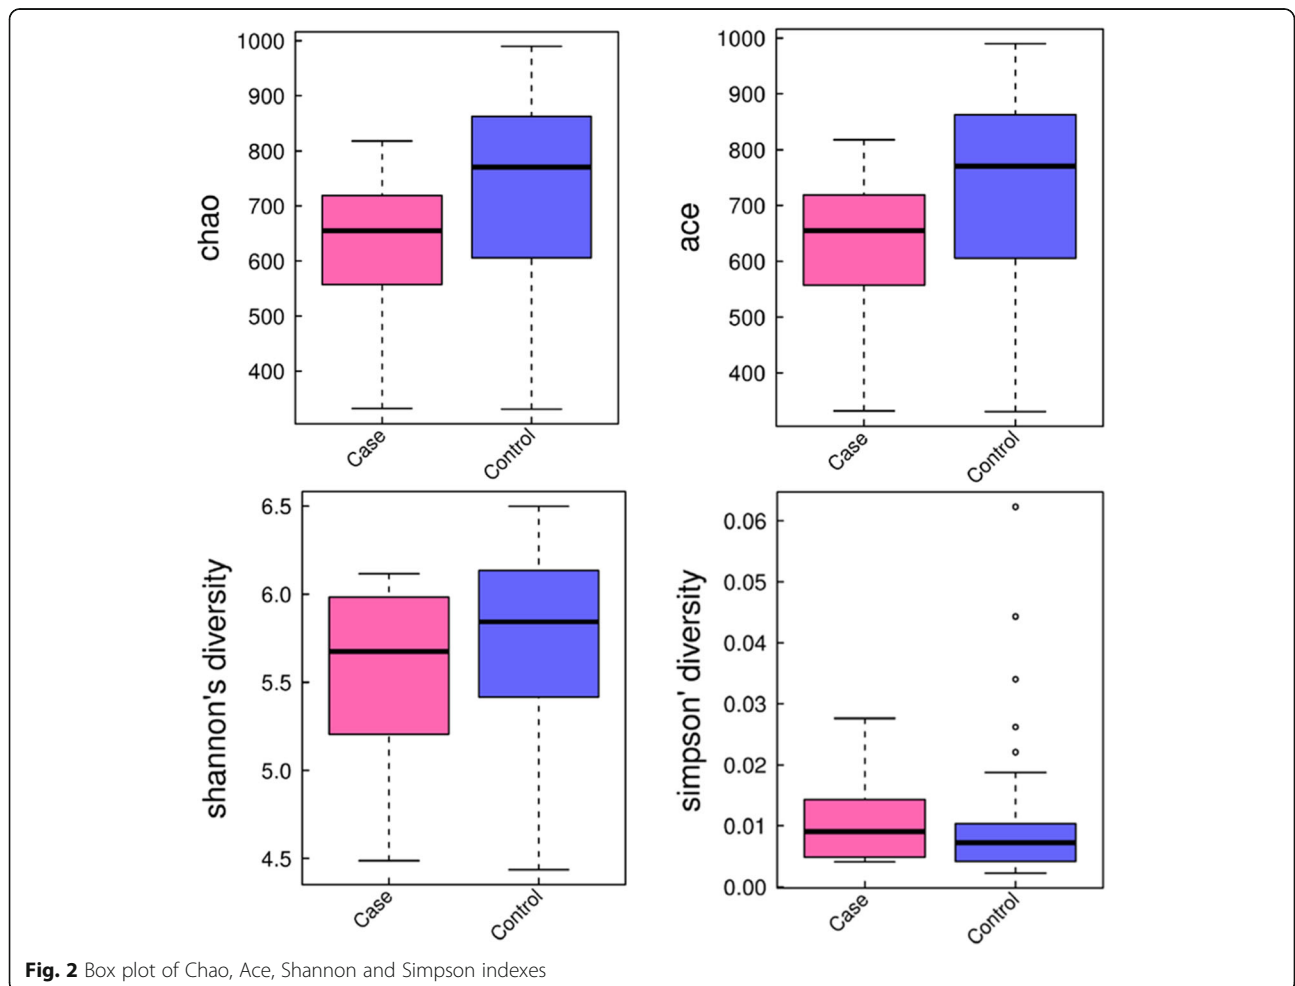 chao
1000
900
800
700
600
500
400
Case
Control
ace
1000
900
800
700
600
500
400
Case
Control
shannon's diversity
6.5
6.0
5.5
5.0
4.5
Case
Control
simpson' diversity
0.06
0.05
0.04
0.03
0.02
0.01
0.00
Case
Control
Fig. 2 Box plot of Chao, Ace, Shannon and Simpson indexes